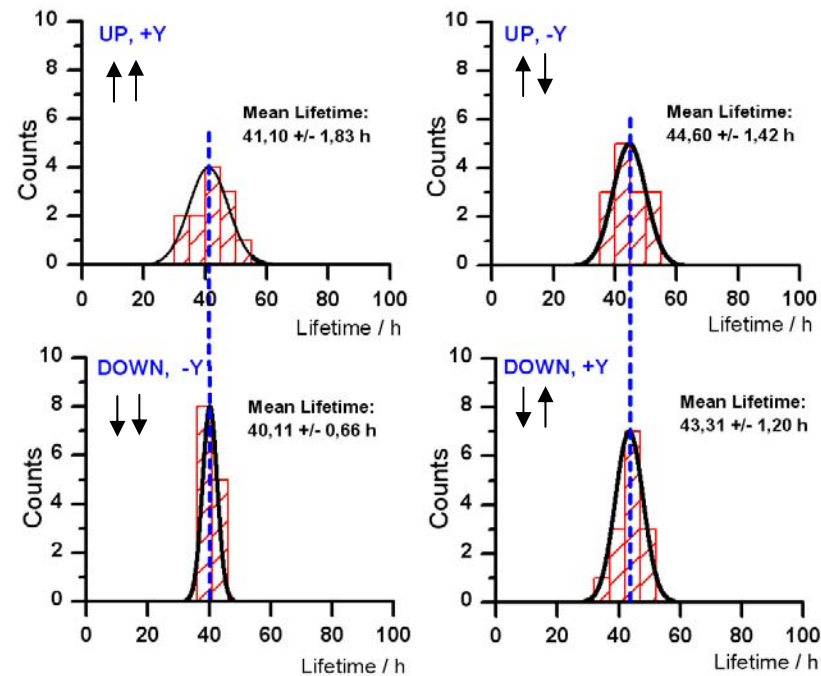 UP, +Y
Mean Lifetime:
41,10 +/- 1,83 h
Counts
10
8
6
4
2
0
0 20 40 60 80 100
Lifetime / h
UP, -Y
Mean Lifetime:
44,60 +/- 1,42 h
Counts
10
8
6
4
2
0
0 20 40 60 80 100
Lifetime / h
DOWN, -Y
Mean Lifetime:
40,11 +/- 0,66 h
Counts
10
8
6
4
2
0
0 20 40 60 80 100
Lifetime / h
DOWN, +Y
Mean Lifetime:
43,31 +/- 1,20 h
Counts
10
8
6
4
2
0
0 20 40 60 80 100
Lifetime / h